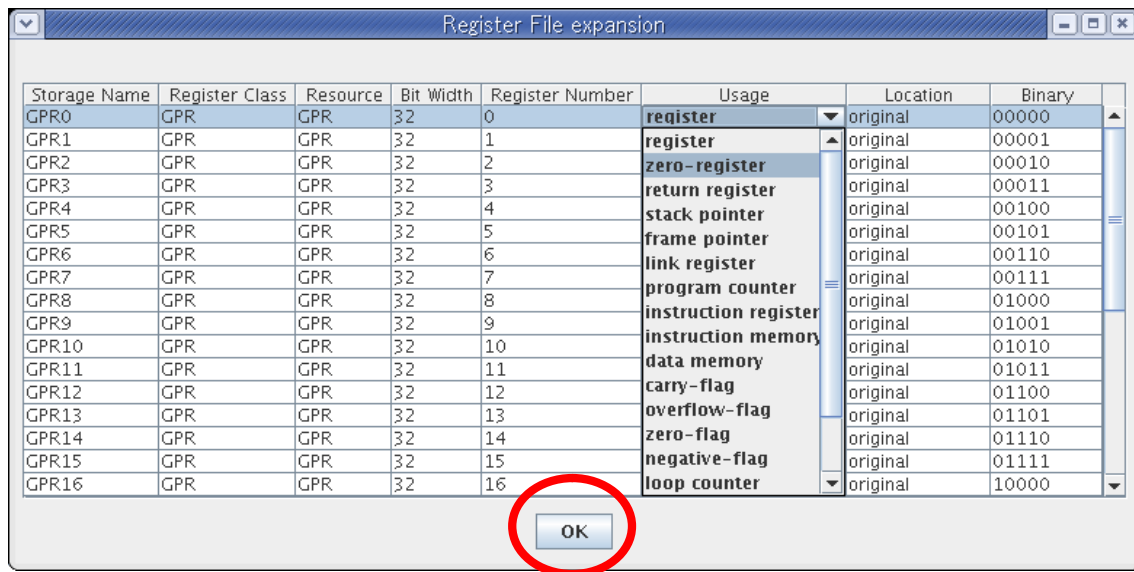 Register File expansion
Storage Name Register Class Resource Bit Width Register Number Usage Location Binary
GPR0 GPR GPR 32 0 register original 00000
GPR1 GPR GPR 32 1 register original 00001
GPR2 GPR GPR 32 2 zero-register original 00010
GPR3 GPR GPR 32 3 return register original 00011
GPR4 GPR GPR 32 4 stack pointer original 00100
GPR5 GPR GPR 32 5 frame pointer original 00101
GPR6 GPR GPR 32 6 link register original 00110
GPR7 GPR GPR 32 7 program counter original 00111
GPR8 GPR GPR 32 8 instruction register original 01000
GPR9 GPR GPR 32 9 instruction memory original 01001
GPR10 GPR GPR 32 10 data memory original 01010
GPR11 GPR GPR 32 11 carry-flag original 01011
GPR12 GPR GPR 32 12 overflow-flag original 01100
GPR13 GPR GPR 32 13 zero-flag original 01101
GPR14 GPR GPR 32 14 negative-flag original 01110
GPR15 GPR GPR 32 15 loop counter original 01111
GPR16 GPR GPR 32 16 original 10000
OK